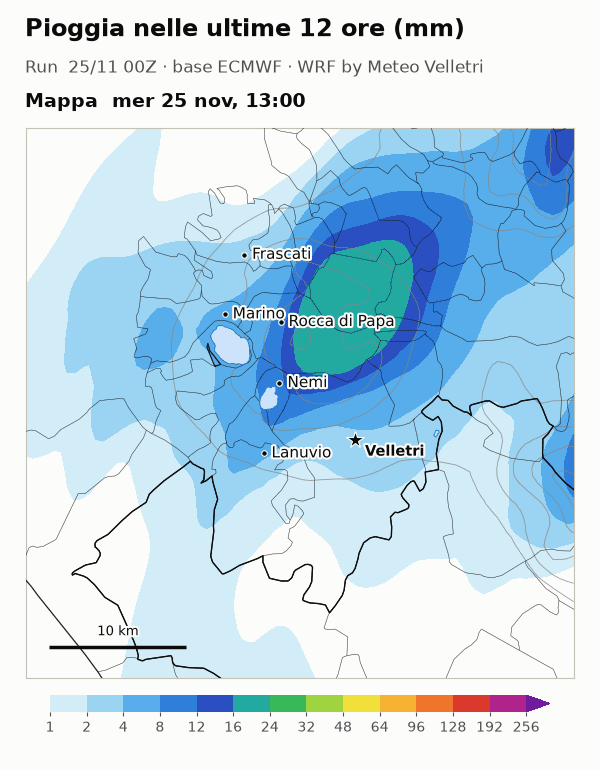 Pioggia nelle ultime 12 ore (mm)
Run  25/11 00Z · base ECMWF · WRF by Meteo Velletri
Mappa  mer 25 nov, 13:00
Frascati
Marino
Rocca di Papa
Nemi
Velletri
Lanuvio
10 km
1 2 4 8 12 16 24 32 48 64 96 128 192 256